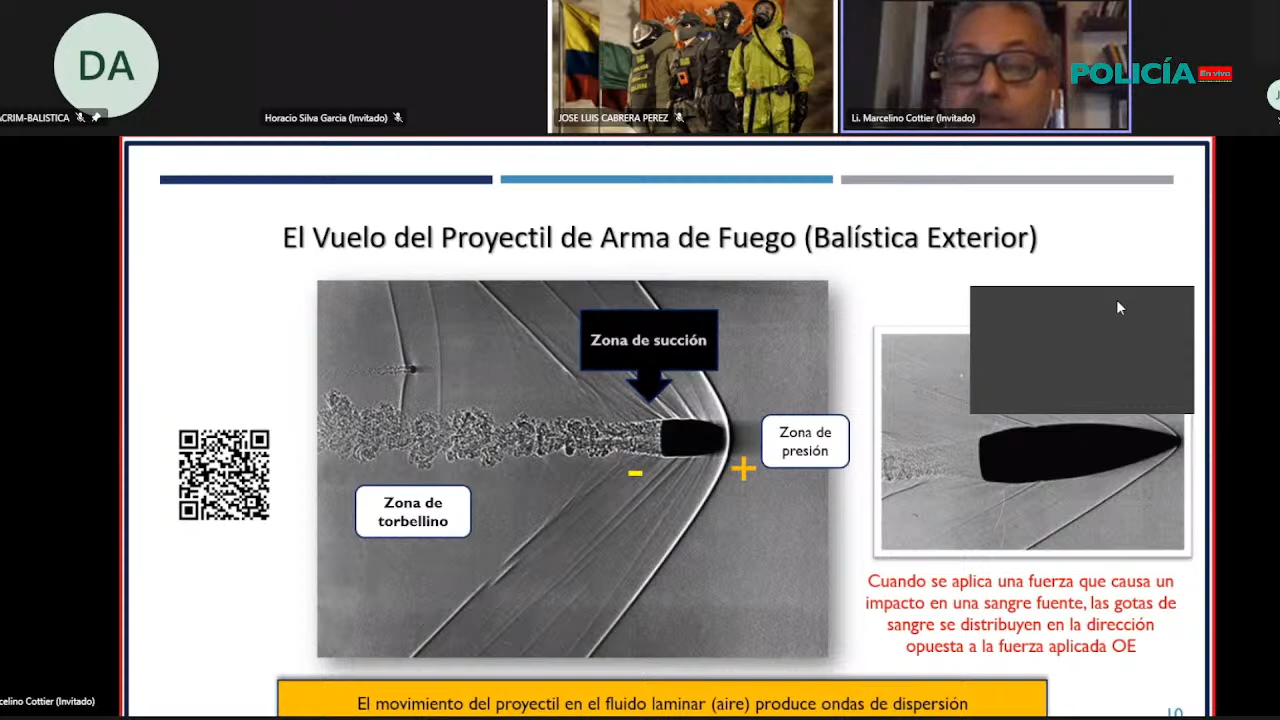 DA
ACRIM-BALISTICA
Horacio Silva Garcia (Invitado)
JOSE LUIS CABRERA PEREZ
Li. Marcelino Cottier (Invitado)
POLICÍA
En vivo
El Vuelo del Proyectil de Arma de Fuego (Balística Exterior)
Zona de succión
Zona de
presión
-
+
Zona de
torbellino
Cuando se aplica una fuerza que causa un
impacto en una sangre fuente, las gotas de
sangre se distribuyen en la dirección
opuesta a la fuerza aplicada OE
El movimiento del proyectil en el fluido laminar (aire) produce ondas de dispersión
celino Cottier (Invitado)
10